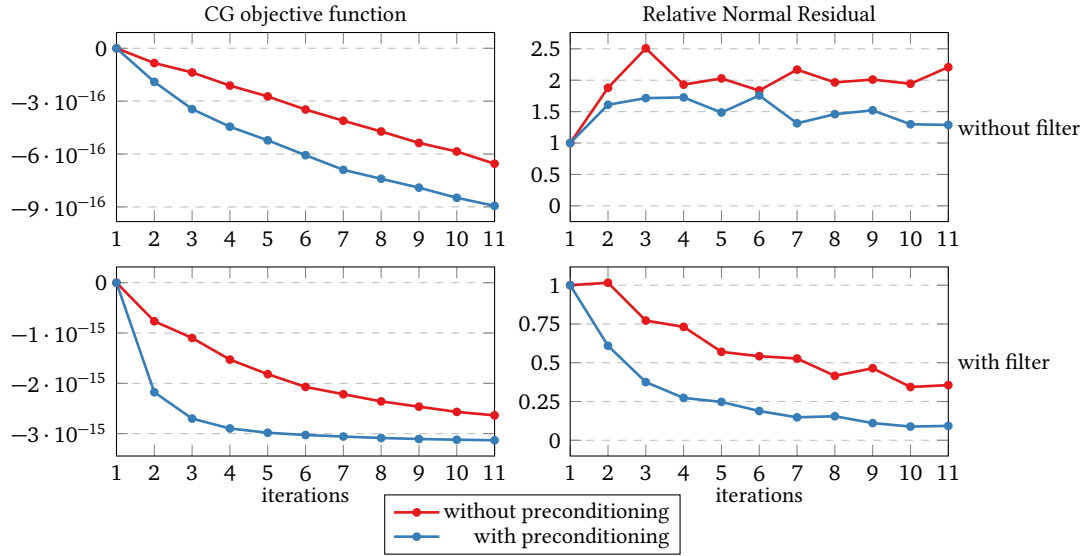 CG objective function
Relative Normal Residual
0
−3 · 10⁻¹⁶
−6 · 10⁻¹⁶
−9 · 10⁻¹⁶
1 2 3 4 5 6 7 8 9 10 11
2.5
2
1.5
1
0.5
0
1 2 3 4 5 6 7 8 9 10 11
without filter
0
−1 · 10⁻¹⁵
−2 · 10⁻¹⁵
−3 · 10⁻¹⁵
1 2 3 4 5 6 7 8 9 10 11
iterations
1
0.75
0.5
0.25
0
1 2 3 4 5 6 7 8 9 10 11
iterations
with filter
without preconditioning
with preconditioning